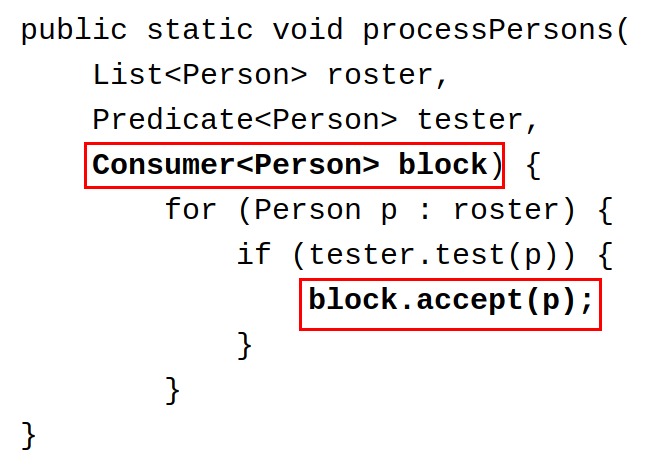 public static void processPersons(
    List<Person> roster,
    Predicate<Person> tester,
    Consumer<Person> block) {
        for (Person p : roster) {
            if (tester.test(p)) {
                block.accept(p);
            }
        }
}